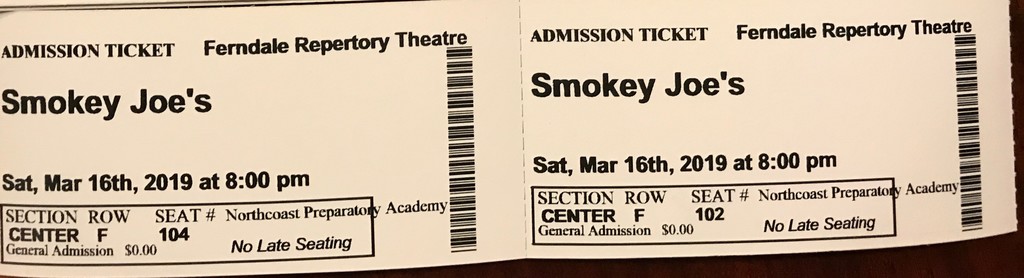 ADMISSION TICKET Ferndale Repertory Theatre
Smokey Joe's
Sat, Mar 16th, 2019 at 8:00 pm
SECTION ROW SEAT # Northcoast Preparatory Academy
CENTER F 104
General Admission $0.00 No Late Seating
ADMISSION TICKET Ferndale Repertory Theatre
Smokey Joe's
Sat, Mar 16th, 2019 at 8:00 pm
SECTION ROW SEAT # Northcoast Preparatory Academy
CENTER F 102
General Admission $0.00 No Late Seating